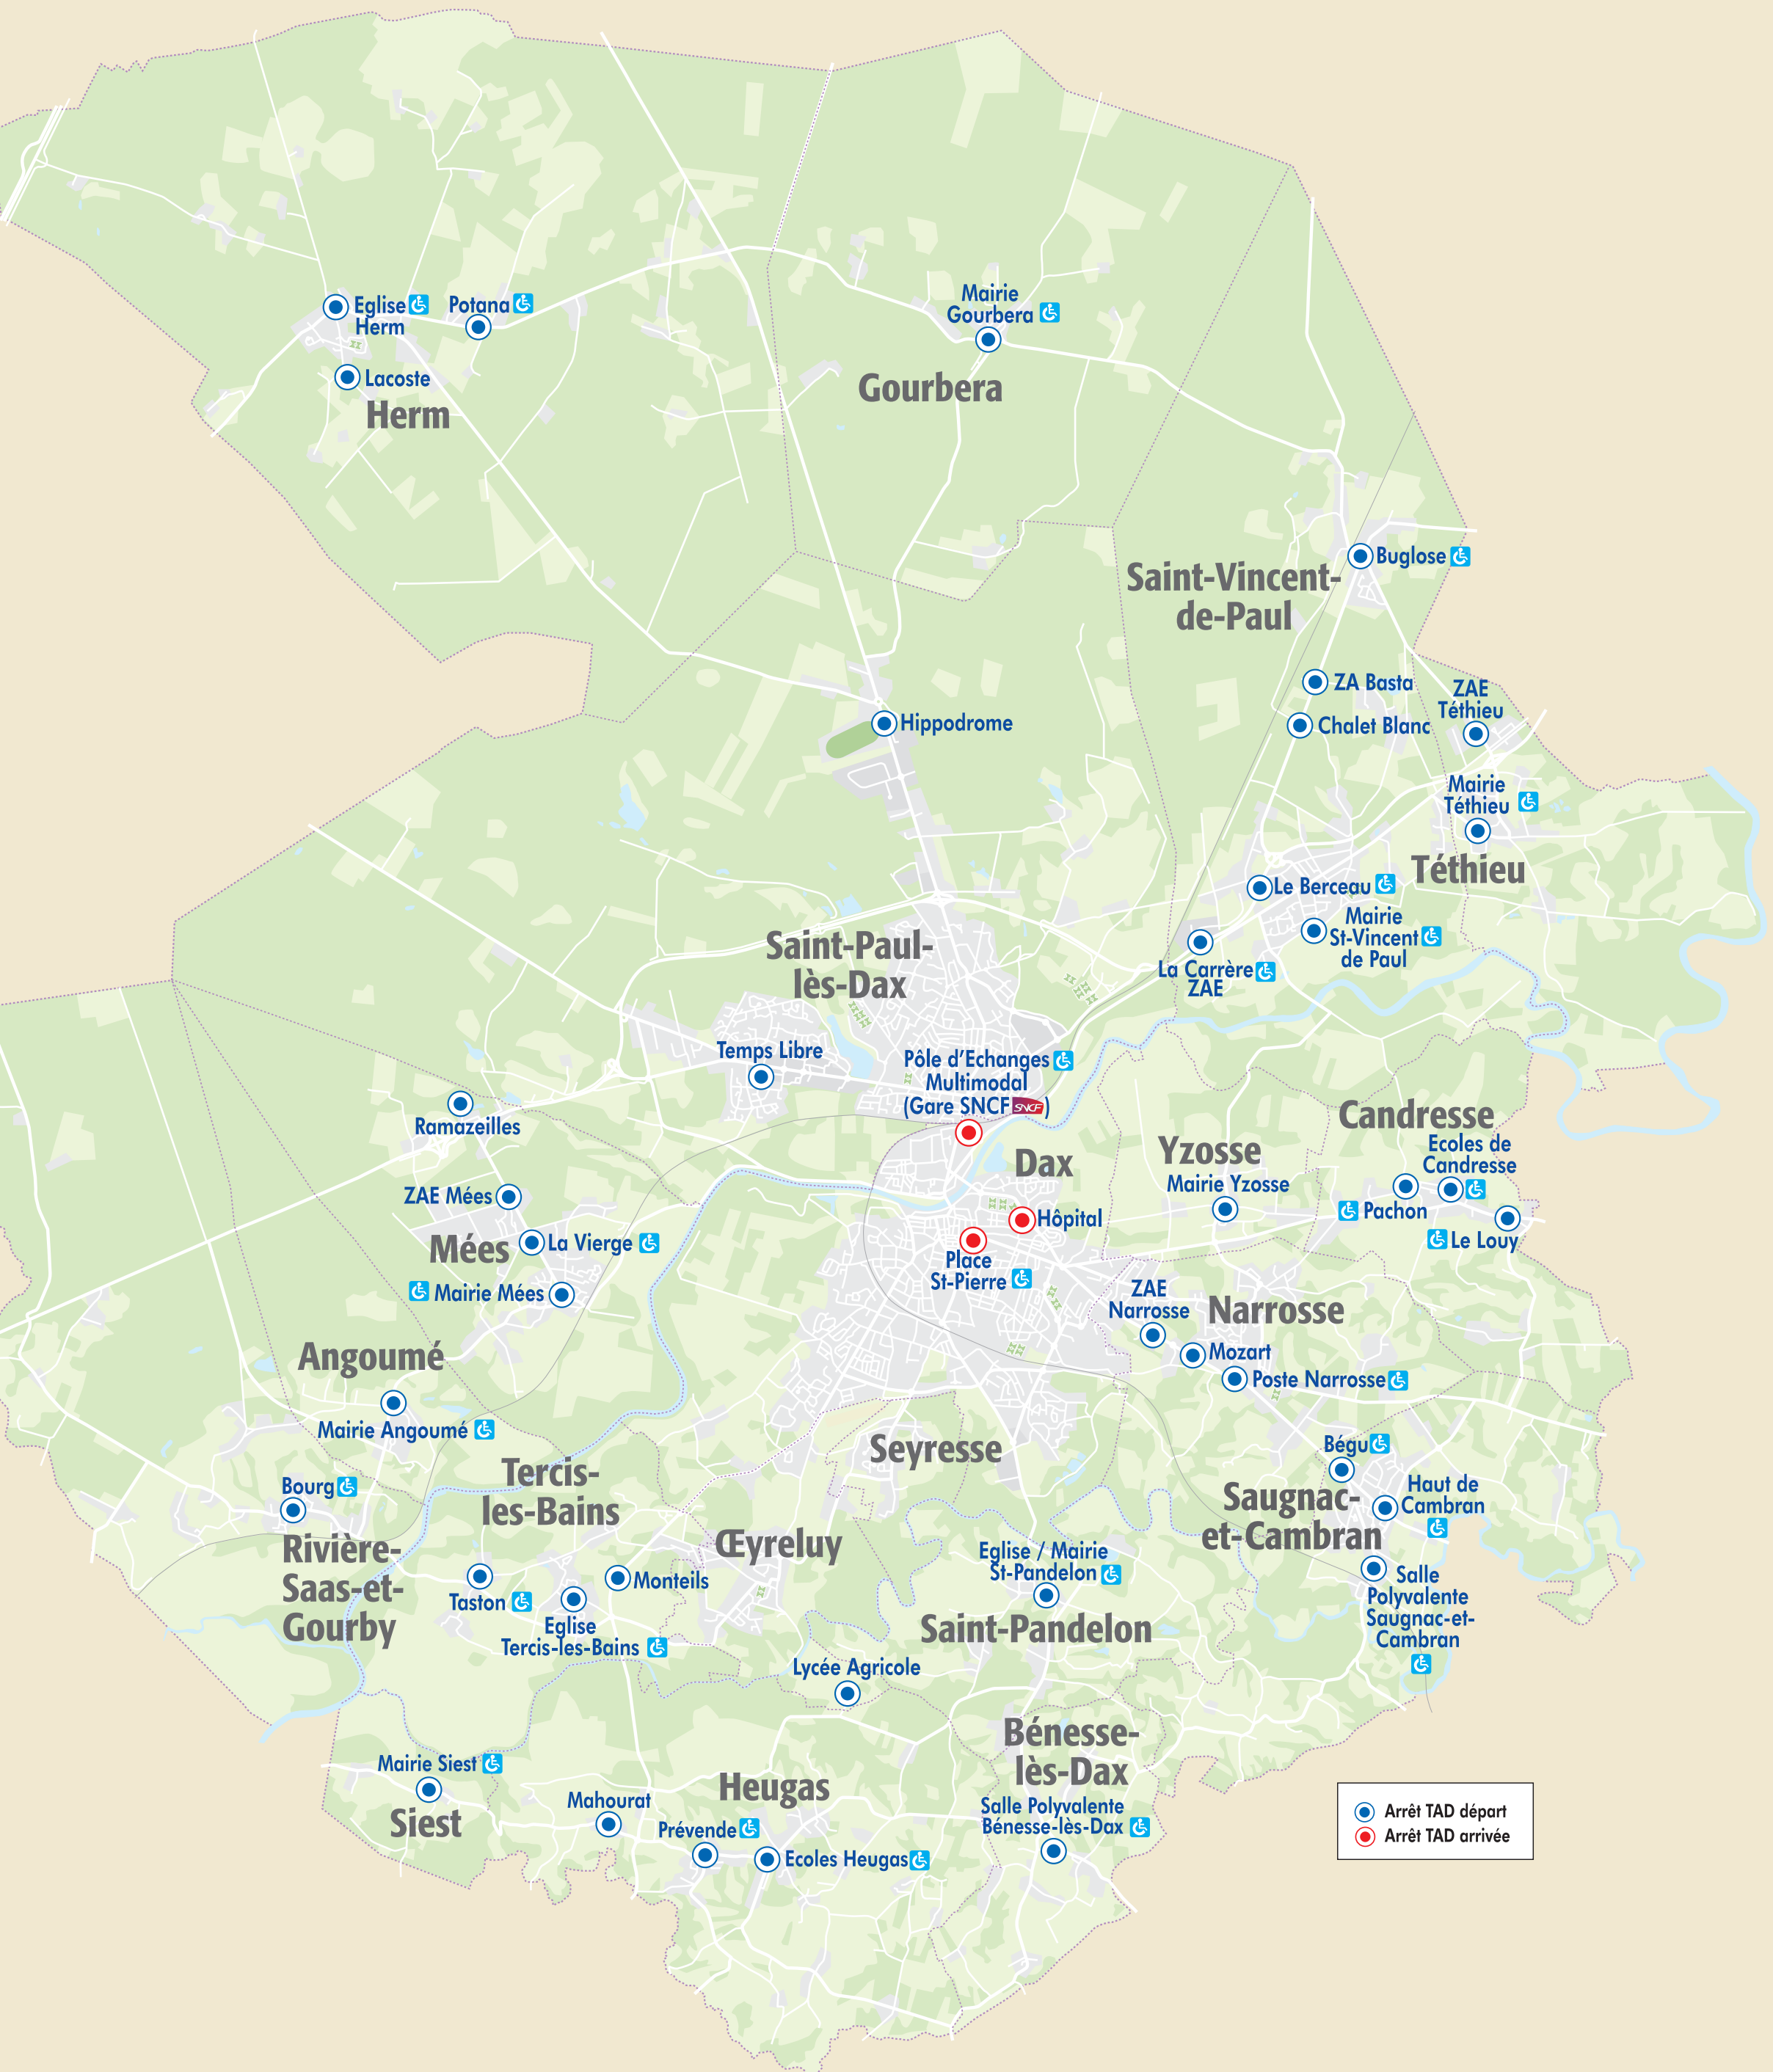 Eglise
Herm
Potana
Lacoste
Herm
Mairie
Gourbera
Gourbera
Saint-Vincent-
de-Paul
Buglose
ZA Basta
Chalet Blanc
ZAE
Téthieu
Mairie
Téthieu
Téthieu
Hippodrome
Le Berceau
Mairie
St-Vincent
de Paul
La Carrère
ZAE
Saint-Paul-
lès-Dax
Temps Libre
Pôle d'Echanges
Multimodal
(Gare SNCF SNCF)
Dax
Hôpital
Place
St-Pierre
Ramazeilles
ZAE Mées
Mées
La Vierge
Mairie Mées
Yzosse
Mairie Yzosse
Candresse
Ecoles de
Candresse
Pachon
Le Louy
ZAE
Narrosse
Narrosse
Mozart
Poste Narrosse
Angoumé
Mairie Angoumé
Bourg
Rivière-
Saas-et-
Gourby
Tercis-
les-Bains
Taston
Monteils
Eglise
Tercis-les-Bains
Seyresse
Œyreluy
Bégu
Haut de
Cambran
Saugnac-
et-Cambran
Salle
Polyvalente
Saugnac-et-
Cambran
Eglise / Mairie
St-Pandelon
Saint-Pandelon
Lycée Agricole
Mairie Siest
Siest
Mahourat
Heugas
Prévende
Ecoles Heugas
Bénesse-
lès-Dax
Salle Polyvalente
Bénesse-lès-Dax
Arrêt TAD départ
Arrêt TAD arrivée